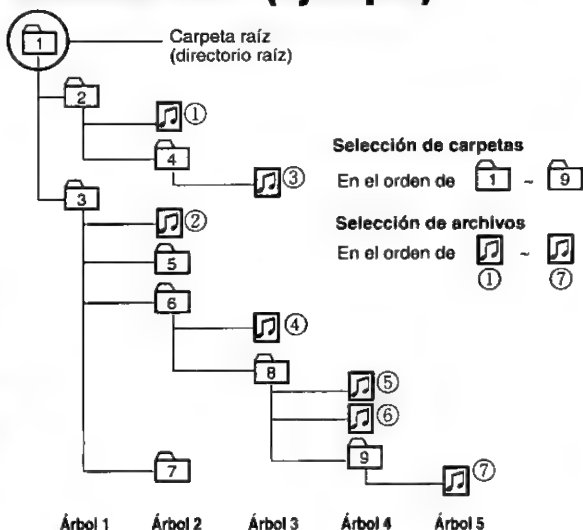 1
Carpeta raíz
(directorio raíz)
2
①
4
③
Selección de carpetas
En el orden de 1 ~ 9
3
②
Selección de archivos
En el orden de ~
① ⑦
5
6
④
8
⑤
⑥
9
⑦
7
Árbol 1 Árbol 2 Árbol 3 Árbol 4 Árbol 5